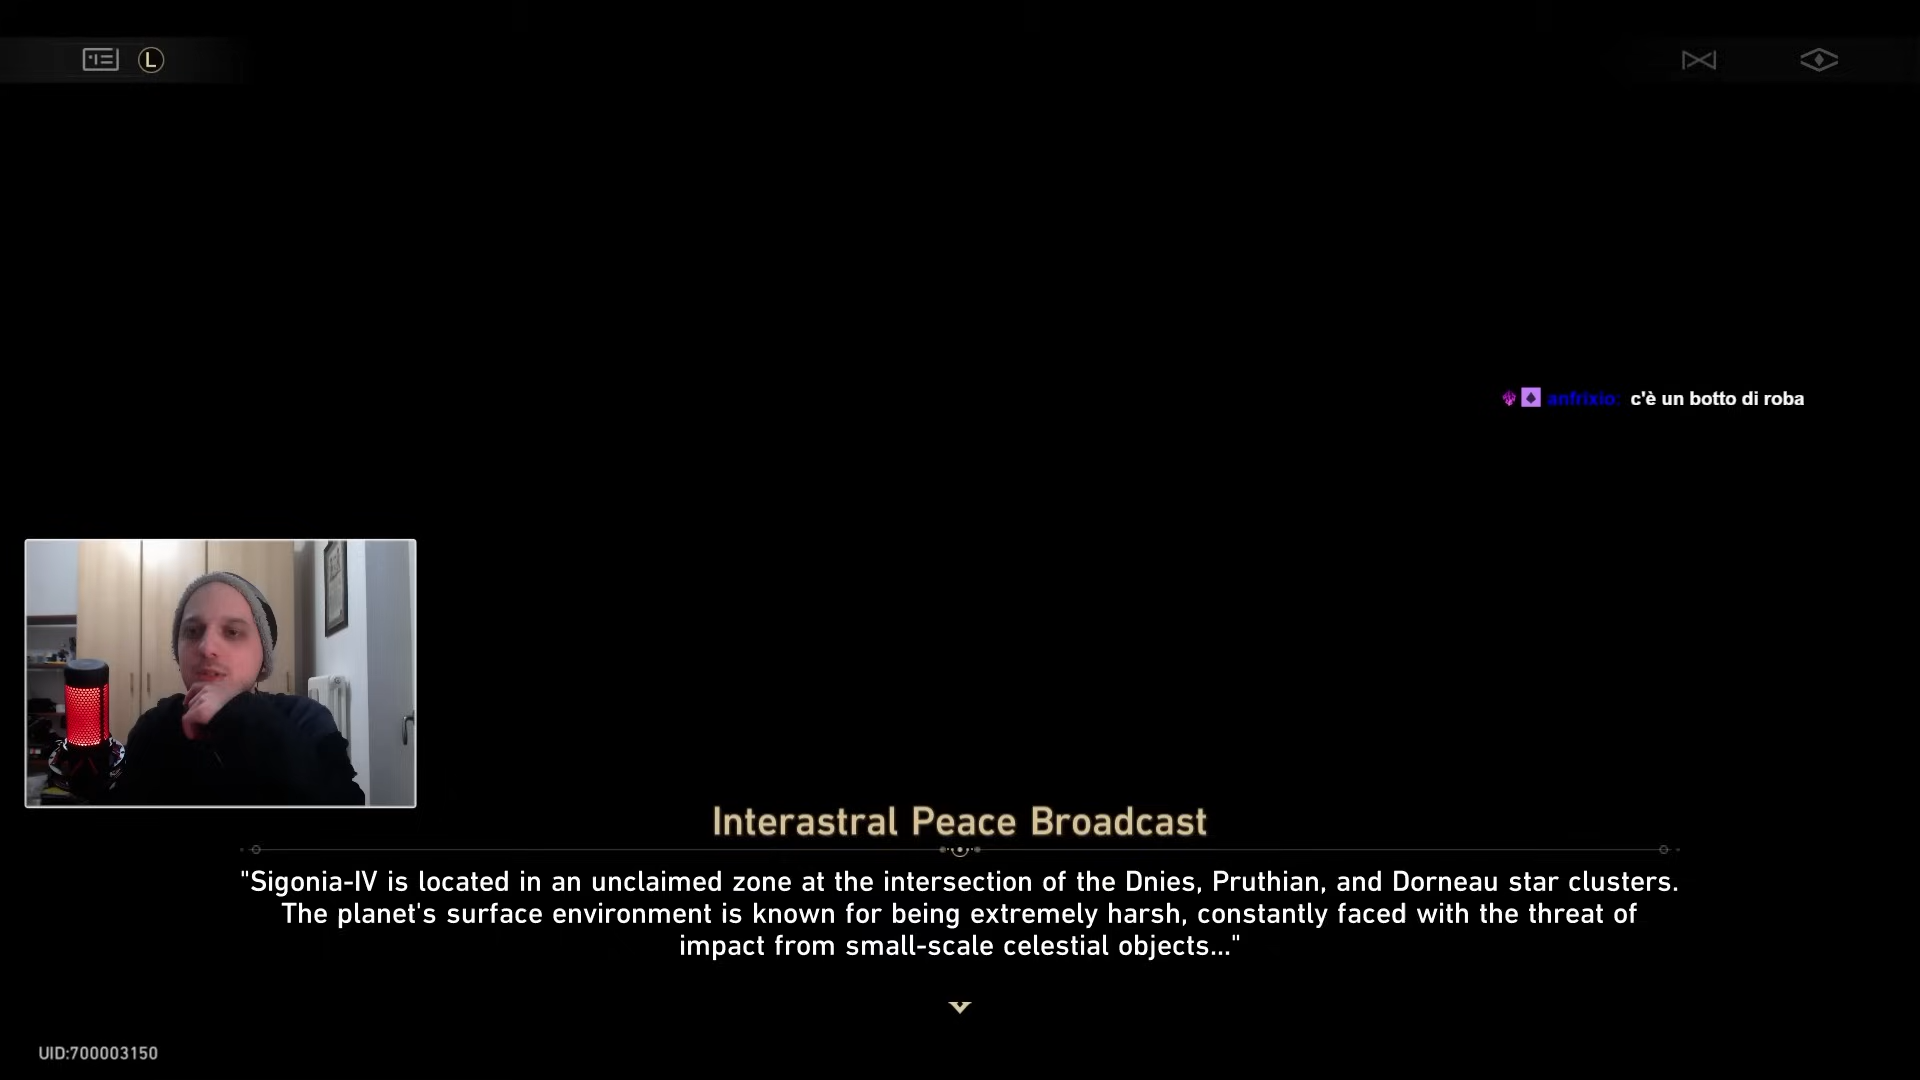 L
anfrixio: c'è un botto di roba
Interastral Peace Broadcast
"Sigonia-IV is located in an unclaimed zone at the intersection of the Dnies, Pruthian, and Dorneau star clusters.
The planet's surface environment is known for being extremely harsh, constantly faced with the threat of
impact from small-scale celestial objects..."
UID:700003150